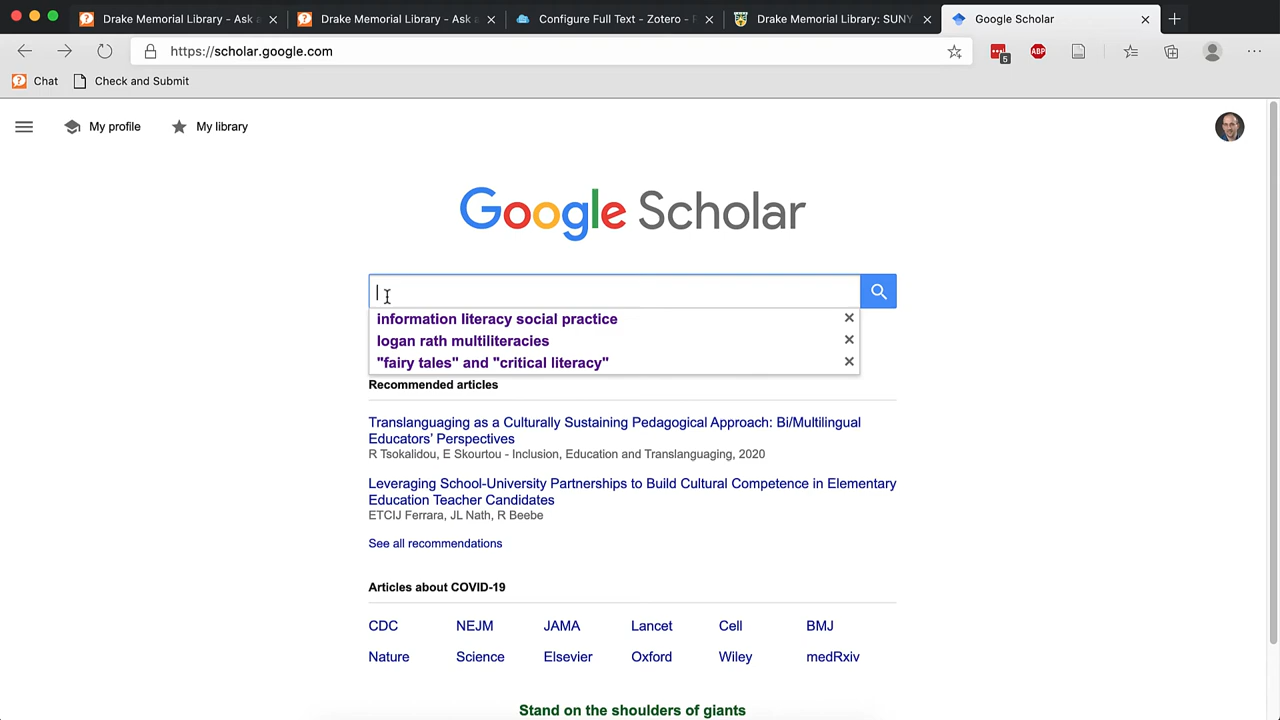 Drake Memorial Library - Ask a
Drake Memorial Library - Ask a
Configure Full Text - Zotero -
Drake Memorial Library: SUNY
Google Scholar
https://scholar.google.com
5
ABP
Chat
Check and Submit
My profile
My library
Google Scholar
information literacy social practice
logan rath multiliteracies
"fairy tales" and "critical literacy"
Recommended articles
Translanguaging as a Culturally Sustaining Pedagogical Approach: Bi/Multilingual
Educators' Perspectives
R Tsokalidou, E Skourtou - Inclusion, Education and Translanguaging, 2020
Leveraging School-University Partnerships to Build Cultural Competence in Elementary
Education Teacher Candidates
ETCIJ Ferrara, JL Nath, R Beebe
See all recommendations
Articles about COVID-19
CDC NEJM JAMA Lancet Cell BMJ
Nature Science Elsevier Oxford Wiley medRxiv
Stand on the shoulders of giants